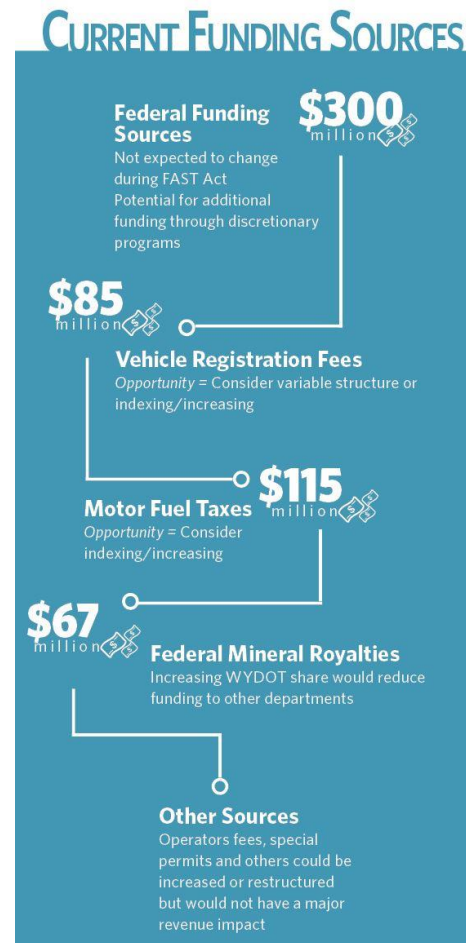 CURRENT FUNDING SOURCES
$300
million
Federal Funding
Sources
Not expected to change
during FAST Act
Potential for additional
funding through discretionary
programs
$85
million
Vehicle Registration Fees
Opportunity = Consider variable structure or
indexing/increasing
$115
million
Motor Fuel Taxes
Opportunity = Consider
indexing/increasing
$67
million
Federal Mineral Royalties
Increasing WYDOT share would reduce
funding to other departments
Other Sources
Operators fees, special
permits and others could be
increased or restructured
but would not have a major
revenue impact